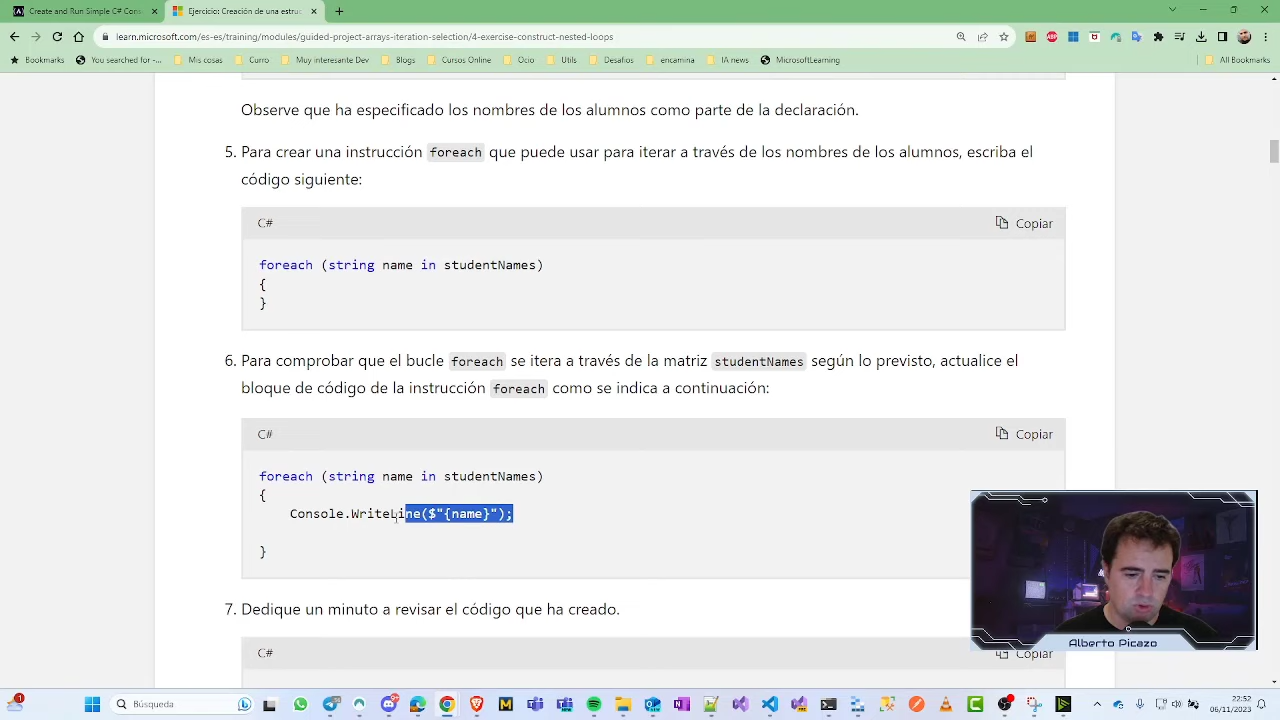 Create and Run Simple C# Conso
Ejercicio: Creación de una estruc
learn.microsoft.com/es-es/training/modules/guided-project-arrays-iteration-selection/4-exercise-construct-nested-loops
Bookmarks
You searched for -...
Mis cosas
Curro
Muy interesante Dev
Blogs
Cursos Online
Ocio
Utils
Desafios
encamina
IA news
MicrosoftLearning
All Bookmarks
Observe que ha especificado los nombres de los alumnos como parte de la declaración.
5. Para crear una instrucción foreach que puede usar para iterar a través de los nombres de los alumnos, escriba el
código siguiente:
C#
Copiar
foreach (string name in studentNames)
{
}
6. Para comprobar que el bucle foreach se itera a través de la matriz studentNames según lo previsto, actualice el
bloque de código de la instrucción foreach como se indica a continuación:
C#
Copiar
foreach (string name in studentNames)
{
Console.WriteLine($"{name}");
}
7. Dedique un minuto a revisar el código que ha creado.
C#
Copiar
Alberto Picazo
Búsqueda
22:52
06/11/2023